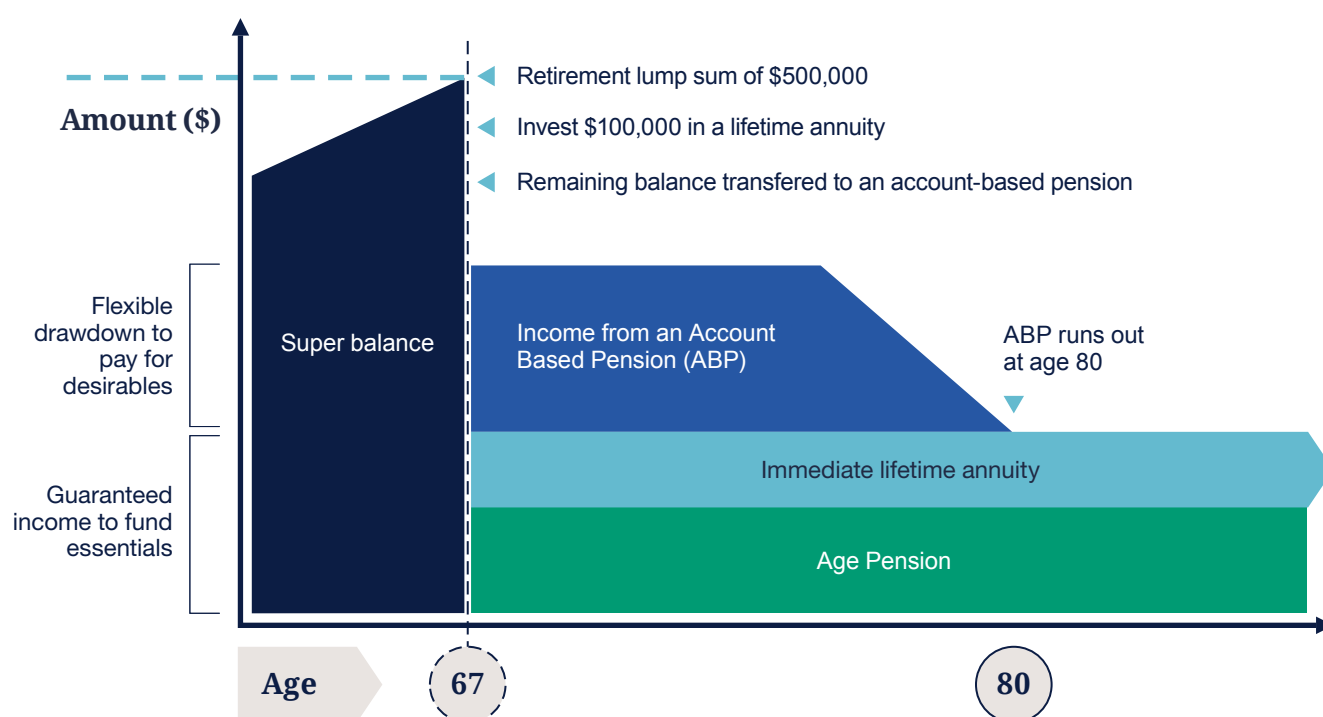 Amount ($)
Retirement lump sum of $500,000
Invest $100,000 in a lifetime annuity
Remaining balance transfered to an account-based pension
Flexible
drawdown to
pay for
desirables
Super balance
Income from an Account
Based Pension (ABP)
ABP runs out
at age 80
Guaranteed
income to fund
essentials
Immediate lifetime annuity
Age Pension
Age
67
80